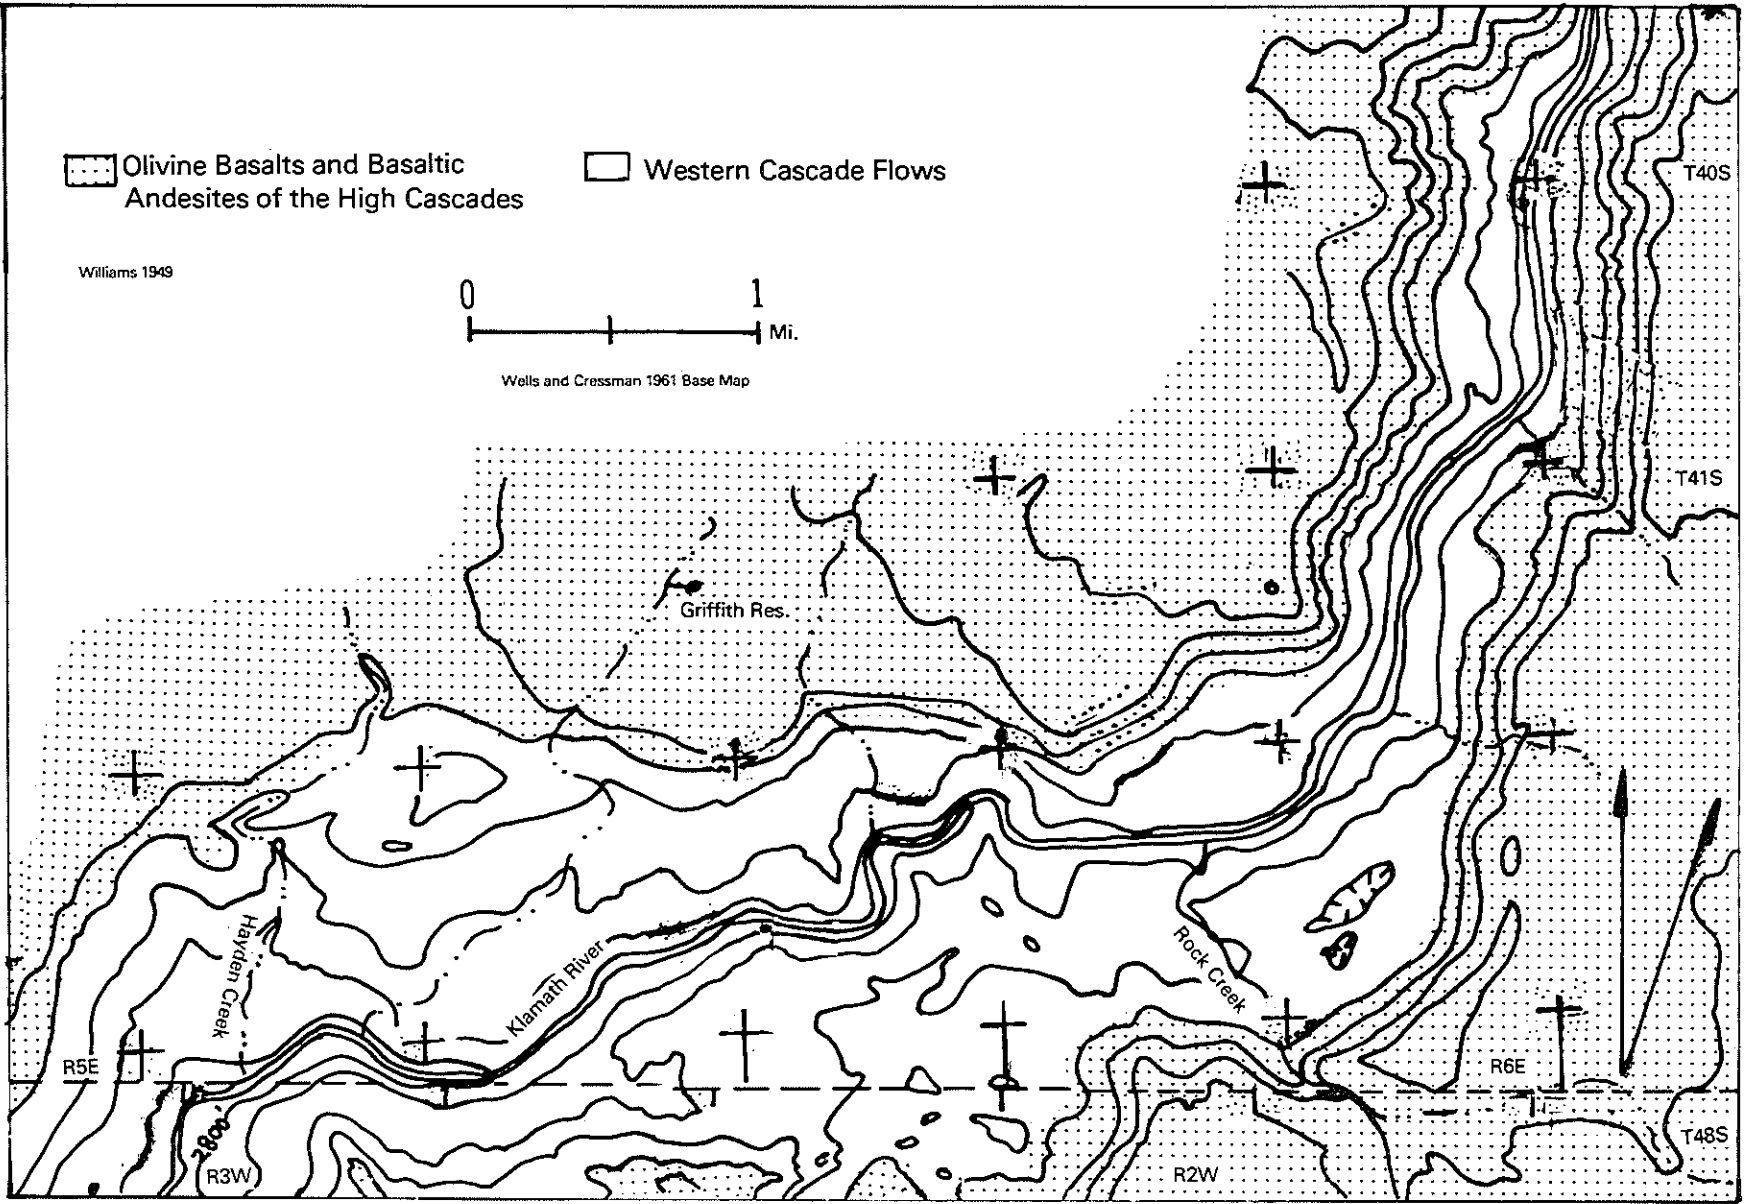 Olivine Basalts and Basaltic
Andesites of the High Cascades
Western Cascade Flows
Williams 1949
0 1
Mi.
Wells and Cressman 1961 Base Map
T40S
T41S
Griffith Res.
Hayden Creek
Klamath River
Rock Creek
R5E
R6E
2800'
R3W
R2W
T48S